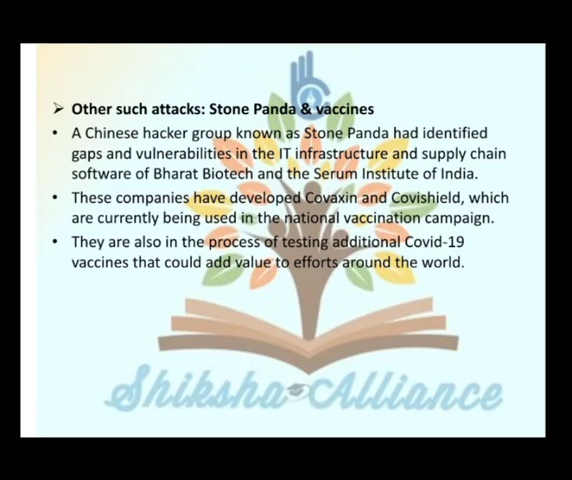 ➢ Other such attacks: Stone Panda & vaccines
• A Chinese hacker group known as Stone Panda had identified
gaps and vulnerabilities in the IT infrastructure and supply chain
software of Bharat Biotech and the Serum Institute of India.
• These companies have developed Covaxin and Covishield, which
are currently being used in the national vaccination campaign.
• They are also in the process of testing additional Covid-19
vaccines that could add value to efforts around the world.
Shiksha Alliance